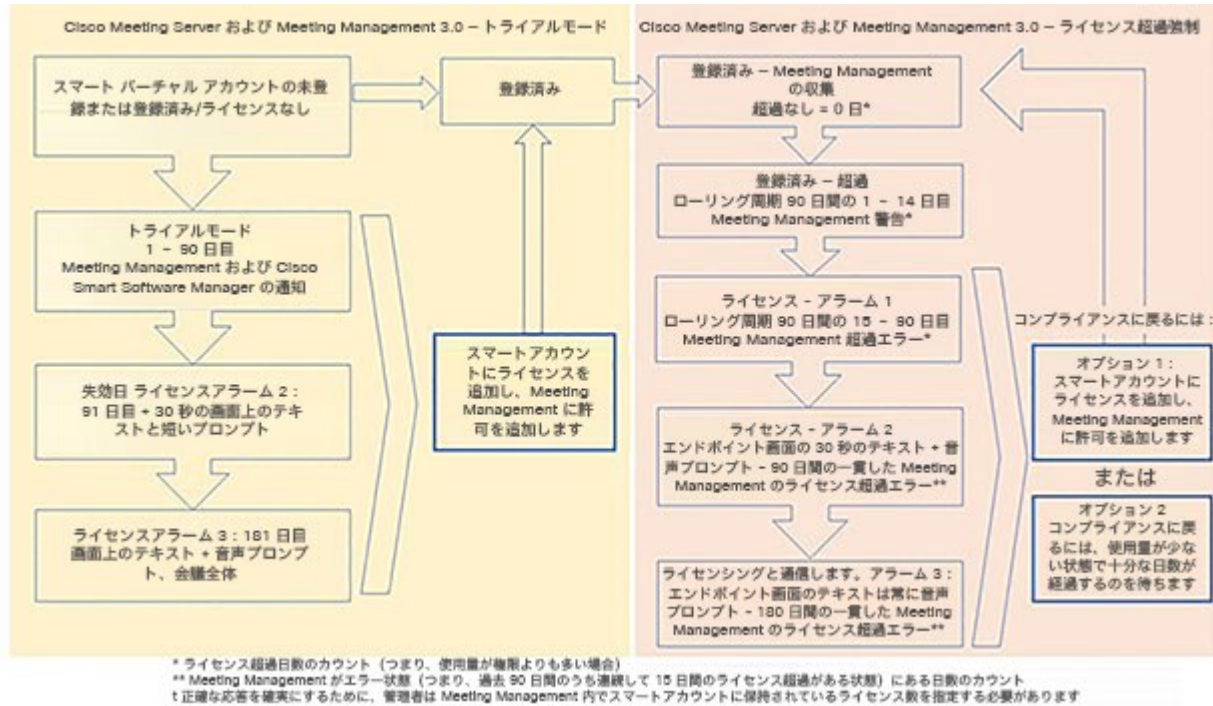 Cisco Meeting Server および Meeting Management 3.0 – トライアルモード
スマート バーチャル アカウントの未登
録または登録済み/ライセンスなし
登録済み
トライアルモード
1 – 90 日目
Meeting Management および Cisco
Smart Software Manager の通知
失効日 ライセンスアラーム 2：
91 日目 + 30 秒の画面上のテキ
ストと短いプロンプト
ライセンスアラーム 3：181 日目
画面上のテキスト + 音声プロンプ
ト、会議全体
スマートアカウン
トにライセンスを
追加し、Meeting
Management に許
可を追加します
Cisco Meeting Server および Meeting Management 3.0 – ライセンス超過強制
登録済み – Meeting Management
の収集
超過なし = 0 日*
登録済み – 超過
ローリング周期 90 日間の 1 – 14 日目
Meeting Management 警告*
ライセンス - アラーム 1
ローリング周期 90 日間の 15 – 90 日目
Meeting Management 超過エラー*
ライセンス - アラーム 2
エンドポイント画面の 30 秒のテキスト + 音
声プロンプト - 90 日間の一貫した Meeting
Management のライセンス超過エラー**
ライセンシングと通信します。アラーム 3：
エンドポイント画面のテキストは常に音声
プロンプト - 180 日間の一貫した Meeting
Management のライセンス超過エラー**
コンプライアンスに戻るには：
オプション 1：
スマートアカウントに
ライセンスを追加し、
Meeting Management
に許可を追加します
または
オプション 2
コンプライアンスに戻
るには、使用量が少な
い状態で十分な日数が
経過するのを待ちます
* ライセンス超過日数のカウント（つまり、使用量が権限よりも多い場合）
** Meeting Management がエラー状態（つまり、過去 90 日間のうち連続して 15 日間のライセンス超過がある状態）にある日数のカウント
t 正確な応答を確実にするために、管理者は Meeting Management 内でスマートアカウントに保持されているライセンス数を指定する必要があります